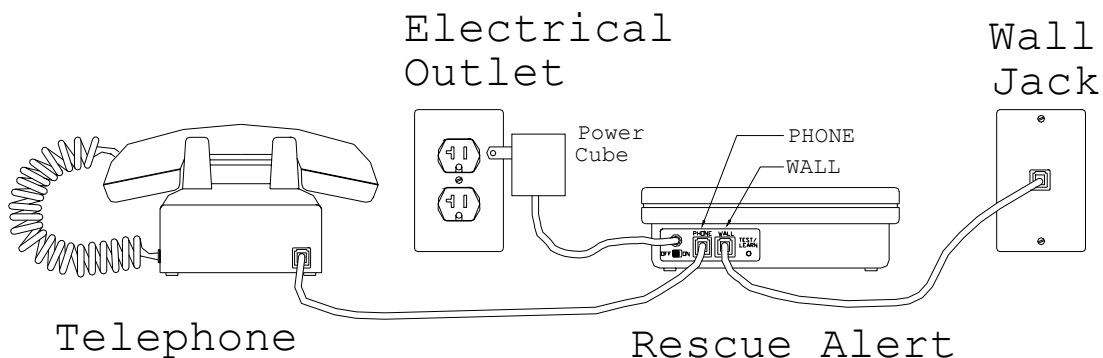 Electrical
Outlet
Wall
Jack
Power
Cube
PHONE
WALL
PHONE WALL
TEST/
LEARN
OFF ON
Telephone
Rescue Alert